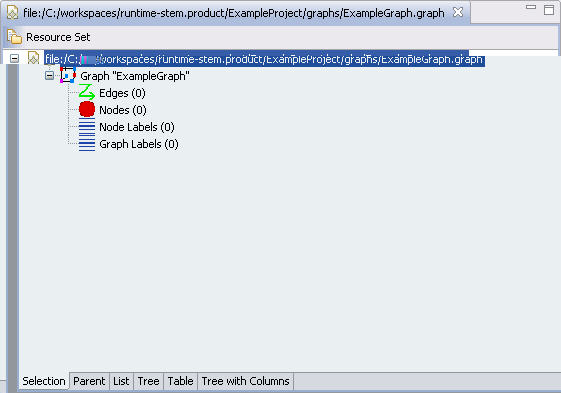 file:/C:/workspaces/runtime-stem.product/ExampleProject/graphs/ExampleGraph.graph
Resource Set
file:/C:/workspaces/runtime-stem.product/ExampleProject/graphs/ExampleGraph.graph
Graph "ExampleGraph"
Edges (0)
Nodes (0)
Node Labels (0)
Graph Labels (0)
Selection Parent List Tree Table Tree with Columns